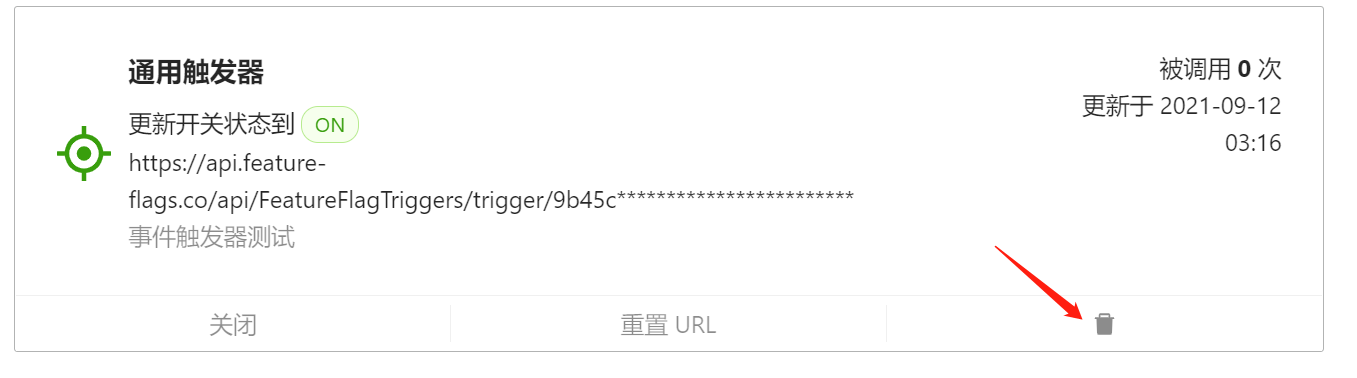 通用触发器
被调用 0 次
更新于 2021-09-12
03:16
更新开关状态到 ON
https://api.feature-
flags.co/api/FeatureFlagTriggers/trigger/9b45c************************
事件触发器测试
关闭
重置 URL